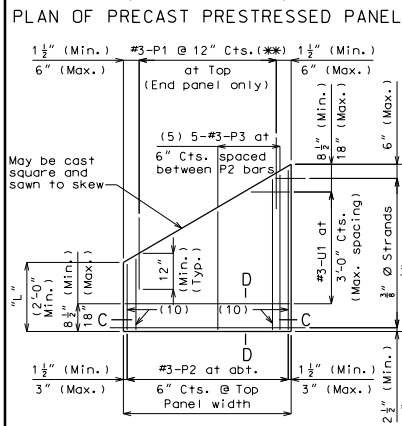 PLAN OF PRECAST PRESTRESSED PANEL
1½" (Min.) #3-P1 @ 12" Cts.(**) 1½" (Min.)
6" (Max.) at Top 6" (Max.)
(End panel only)
(5) 5-#3-P3 at
6" Cts. spaced
between P2 bars
May be cast
square and
sawn to skew
8½" (Min.)
18" (Max.)
6" (Max.)
#3-U1 at
3'-0" Cts.
(Max. spacing)
⅜" Ø Strands
12"
(Min.)
(Typ.)
"L"
(2'-0"
Min.)
8½" (Min.)
18" (Max.)
D
(10) (10)
C C
D
1½" (Min.) #3-P2 at abt. 1½" (Min.)
3" (Max.) 6" Cts. @ Top 3" (Max.)
Panel width
2½" (Min.)